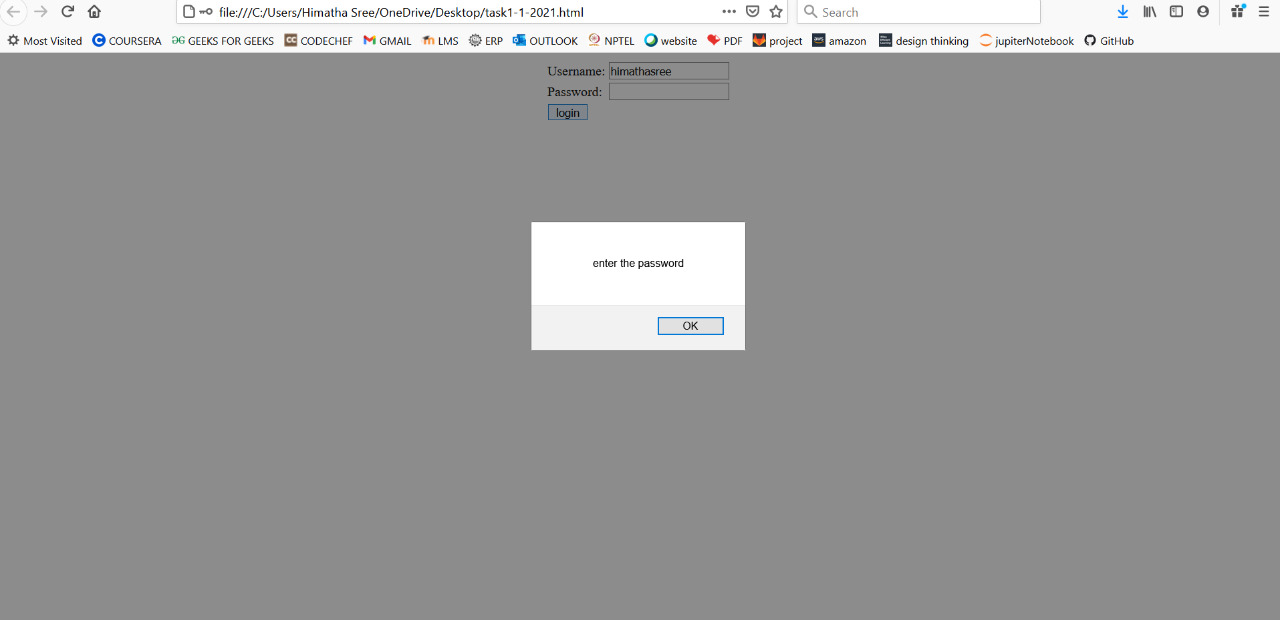 file:///C:/Users/Himatha Sree/OneDrive/Desktop/task1-1-2021.html Search
Most Visited COURSERA GEEKS FOR GEEKS CODECHEF GMAIL LMS ERP OUTLOOK NPTEL website PDF project amazon design thinking jupiterNotebook GitHub
Username: himathasree
Password:
login
enter the password
OK